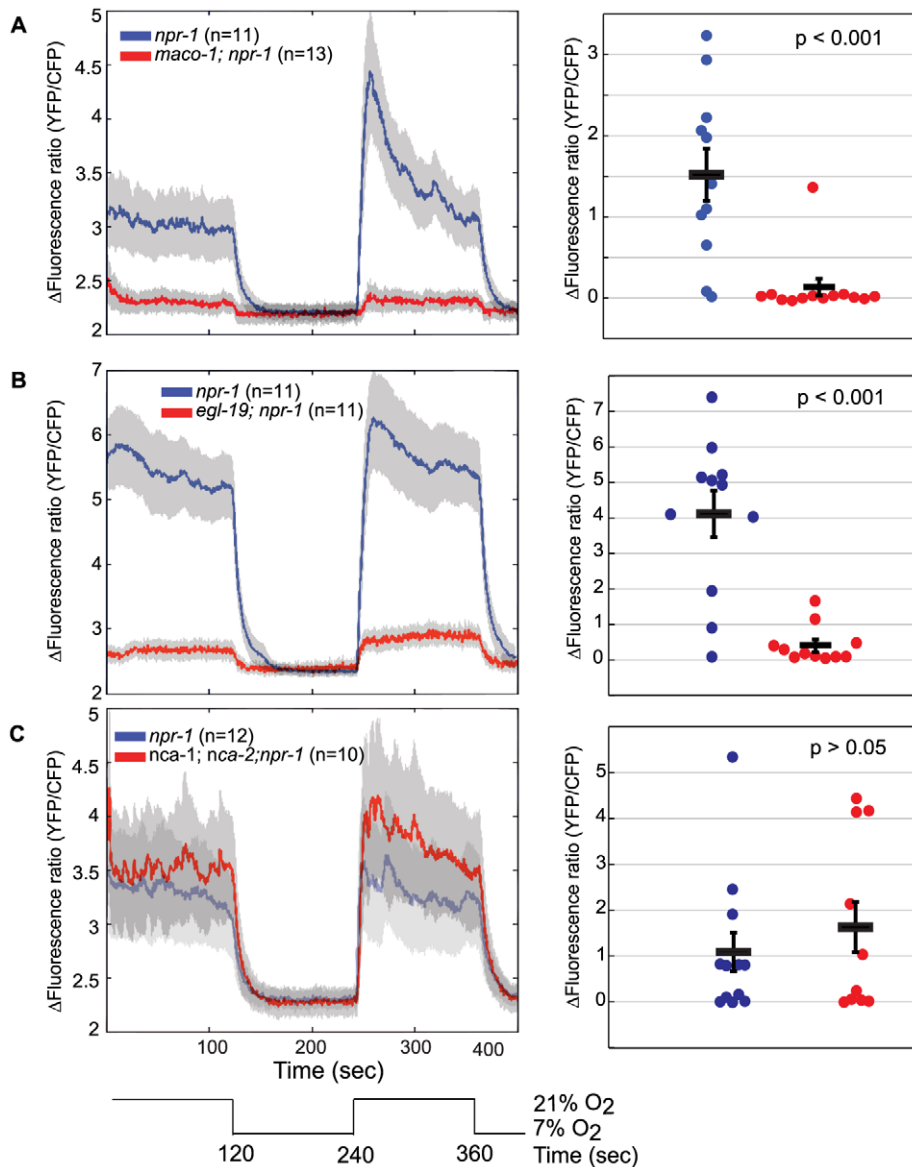 A
ΔFluorescence ratio (YFP/CFP)
5
4.5
4
3.5
3
2.5
2
npr-1 (n=11)
maco-1; npr-1 (n=13)
100
200
300
ΔFluorescence ratio (YFP/CFP)
3
2
1
0
p < 0.001
B
ΔFluorescence ratio (YFP/CFP)
7
6
5
4
3
2
npr-1 (n=11)
egl-19; npr-1 (n=11)
ΔFluorescence ratio (YFP/CFP)
7
6
5
4
3
2
1
0
p < 0.001
C
ΔFluorescence ratio (YFP/CFP)
5
4.5
4
3.5
3
2.5
2
npr-1 (n=12)
nca-1; nca-2;npr-1 (n=10)
100 200 300 400
Time (sec)
ΔFluorescence ratio (YFP/CFP)
5
4
3
2
1
0
p > 0.05
21% O2
7% O2
120 240 360 Time (sec)